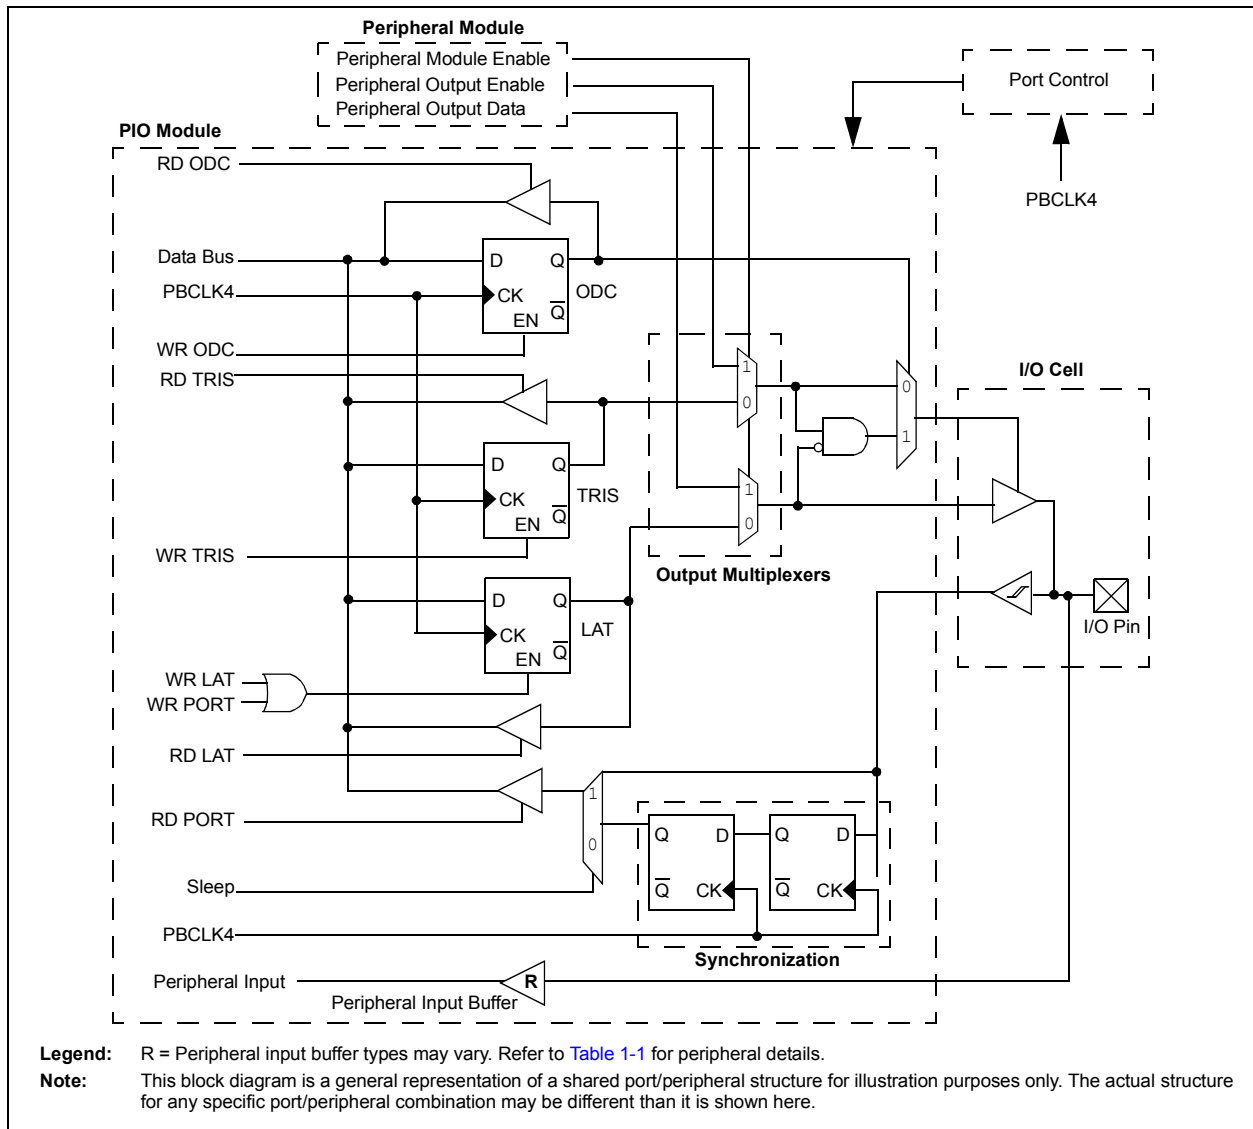 Peripheral Module
Peripheral Module Enable
Peripheral Output Enable
Peripheral Output Data
Port Control
PBCLK4
PIO Module
RD ODC
Data Bus
D
Q
ODC
PBCLK4
CK
Q
EN
WR ODC
RD TRIS
1
0
0
1
I/O Cell
D
Q
TRIS
CK
Q
EN
1
0
WR TRIS
Output Multiplexers
D
Q
LAT
CK
Q
EN
I/O Pin
WR LAT
WR PORT
RD LAT
RD PORT
1
0
Q
D
Q
D
Q
CK
Q
CK
Sleep
PBCLK4
Synchronization
Peripheral Input
R
Peripheral Input Buffer
Legend: R = Peripheral input buffer types may vary. Refer to Table 1-1 for peripheral details.
Note: This block diagram is a general representation of a shared port/peripheral structure for illustration purposes only. The actual structure
for any specific port/peripheral combination may be different than it is shown here.